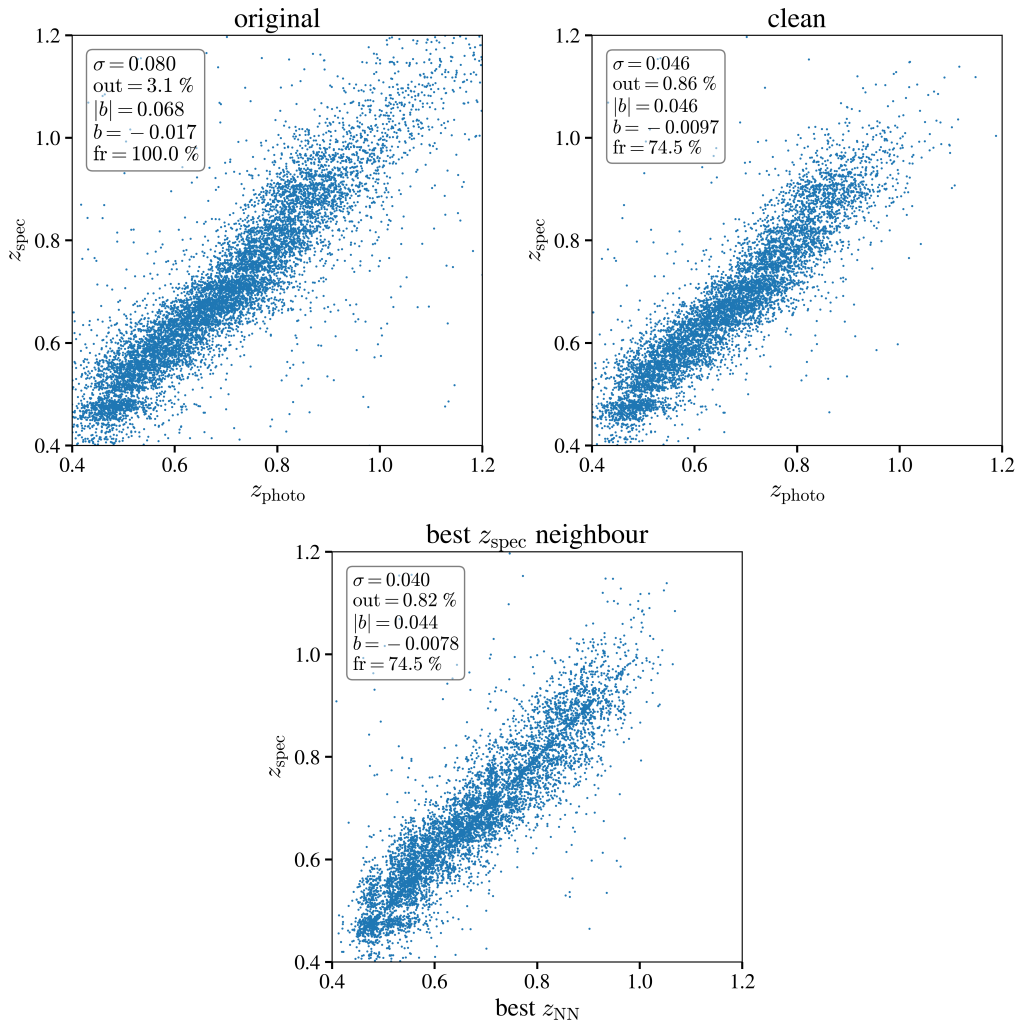 original
σ = 0.080
out = 3.1 %
|b| = 0.068
b = − 0.017
fr = 100.0 %
1.2
1.0
0.8
0.6
0.4
z_spec
0.4 0.6 0.8 1.0 1.2
z_photo
clean
σ = 0.046
out = 0.86 %
|b| = 0.046
b = − 0.0097
fr = 74.5 %
1.2
1.0
0.8
0.6
0.4
z_spec
0.4 0.6 0.8 1.0 1.2
z_photo
best z_spec neighbour
σ = 0.040
out = 0.82 %
|b| = 0.044
b = − 0.0078
fr = 74.5 %
1.2
1.0
0.8
0.6
0.4
z_spec
0.4 0.6 0.8 1.0 1.2
best z_NN